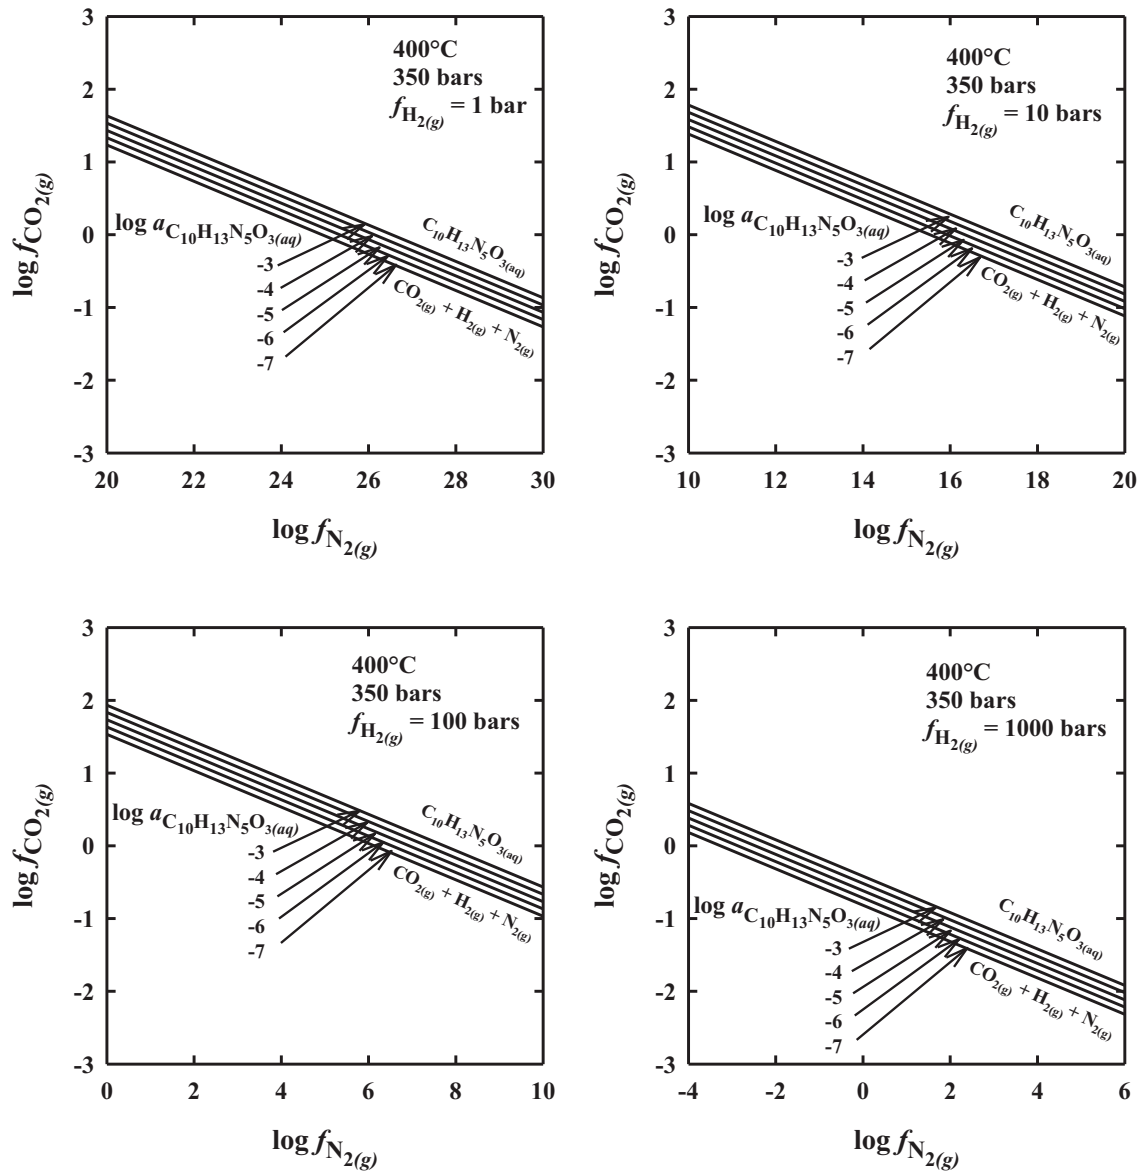 3
2
1
0
-1
-2
-3
log fCO2(g)
400°C
350 bars
fH2(g) = 1 bar
log aC10H13N5O3(aq)
-3
-4
-5
-6
-7
C10H13N5O3(aq)
CO2(g) + H2(g) + N2(g)
20 22 24 26 28 30
log fN2(g)
3
2
1
0
-1
-2
-3
log fCO2(g)
400°C
350 bars
fH2(g) = 10 bars
log aC10H13N5O3(aq)
-3
-4
-5
-6
-7
C10H13N5O3(aq)
CO2(g) + H2(g) + N2(g)
10 12 14 16 18 20
log fN2(g)
3
2
1
0
-1
-2
-3
log fCO2(g)
400°C
350 bars
fH2(g) = 100 bars
log aC10H13N5O3(aq)
-3
-4
-5
-6
-7
C10H13N5O3(aq)
CO2(g) + H2(g) + N2(g)
0 2 4 6 8 10
log fN2(g)
3
2
1
0
-1
-2
-3
log fCO2(g)
400°C
350 bars
fH2(g) = 1000 bars
log aC10H13N5O3(aq)
-3
-4
-5
-6
-7
C10H13N5O3(aq)
CO2(g) + H2(g) + N2(g)
-4 -2 0 2 4 6
log fN2(g)